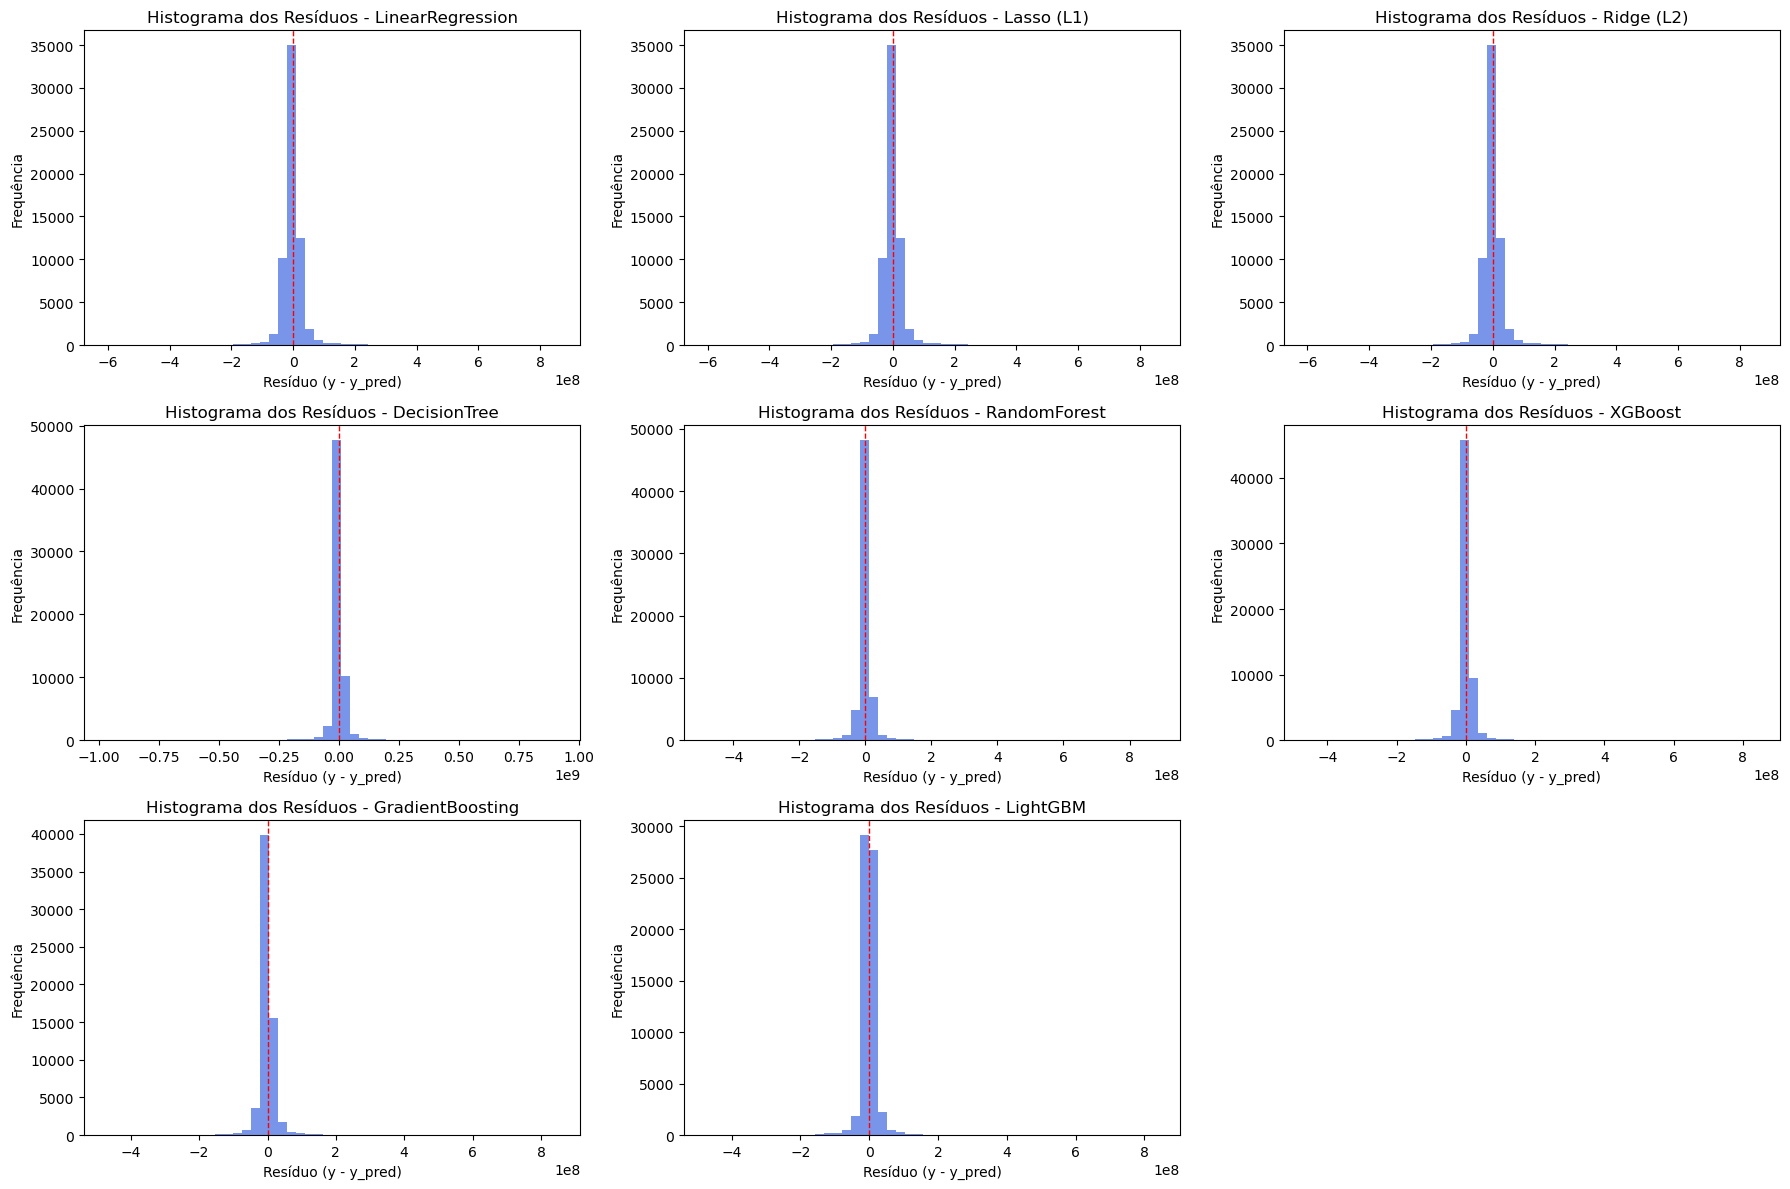 Histograma dos Resíduos - LinearRegression
35000
30000
25000
20000
15000
10000
5000
0
Frequência
−6 −4 −2 0 2 4 6 8
Resíduo (y - y_pred)
1e8
Histograma dos Resíduos - Lasso (L1)
35000
30000
25000
20000
15000
10000
5000
0
Frequência
−6 −4 −2 0 2 4 6 8
Resíduo (y - y_pred)
1e8
Histograma dos Resíduos - Ridge (L2)
35000
30000
25000
20000
15000
10000
5000
0
Frequência
−6 −4 −2 0 2 4 6 8
Resíduo (y - y_pred)
1e8
Histograma dos Resíduos - DecisionTree
50000
40000
30000
20000
10000
0
Frequência
−1.00 −0.75 −0.50 −0.25 0.00 0.25 0.50 0.75 1.00
Resíduo (y - y_pred)
1e9
Histograma dos Resíduos - RandomForest
50000
40000
30000
20000
10000
0
Frequência
−4 −2 0 2 4 6 8
Resíduo (y - y_pred)
1e8
Histograma dos Resíduos - XGBoost
40000
30000
20000
10000
0
Frequência
−4 −2 0 2 4 6 8
Resíduo (y - y_pred)
1e8
Histograma dos Resíduos - GradientBoosting
40000
35000
30000
25000
20000
15000
10000
5000
0
Frequência
−4 −2 0 2 4 6 8
Resíduo (y - y_pred)
1e8
Histograma dos Resíduos - LightGBM
30000
25000
20000
15000
10000
5000
0
Frequência
−4 −2 0 2 4 6 8
Resíduo (y - y_pred)
1e8